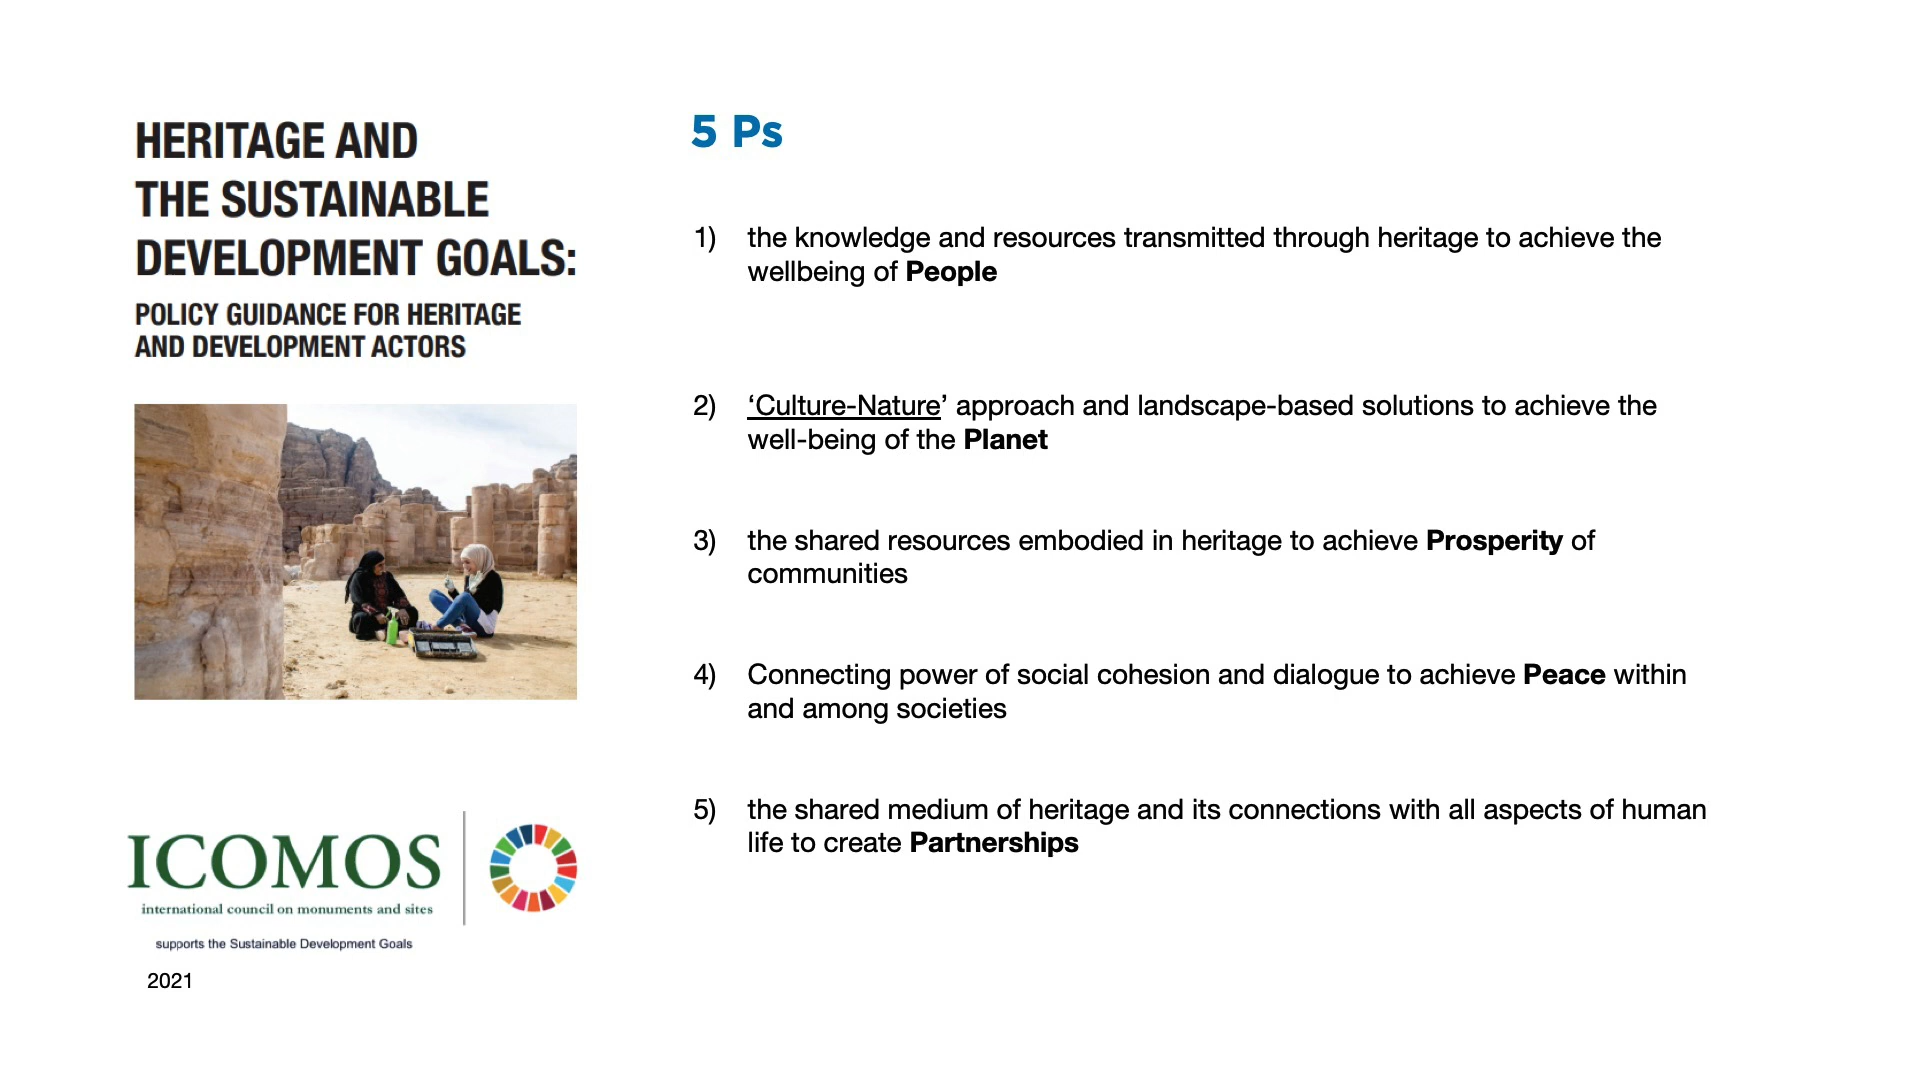 HERITAGE AND
THE SUSTAINABLE
DEVELOPMENT GOALS:
POLICY GUIDANCE FOR HERITAGE
AND DEVELOPMENT ACTORS
ICOMOS
international council on monuments and sites
supports the Sustainable Development Goals
2021
5 Ps
1) the knowledge and resources transmitted through heritage to achieve the
wellbeing of People
2) ‘Culture-Nature’ approach and landscape-based solutions to achieve the
well-being of the Planet
3) the shared resources embodied in heritage to achieve Prosperity of
communities
4) Connecting power of social cohesion and dialogue to achieve Peace within
and among societies
5) the shared medium of heritage and its connections with all aspects of human
life to create Partnerships